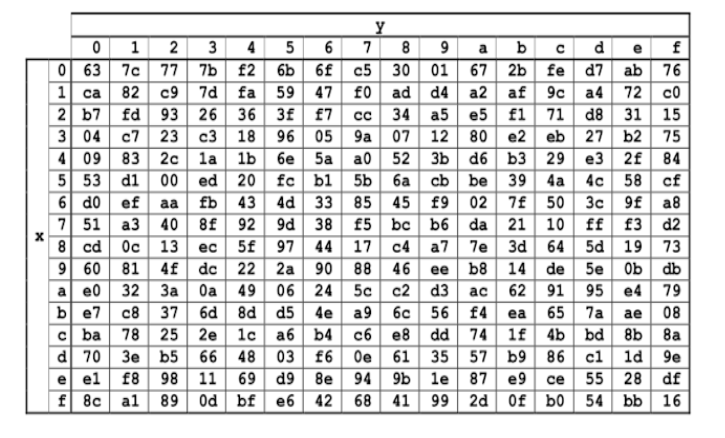 y
0 1 2 3 4 5 6 7 8 9 a b c d e f
0 63 7c 77 7b f2 6b 6f c5 30 01 67 2b fe d7 ab 76
1 ca 82 c9 7d fa 59 47 f0 ad d4 a2 af 9c a4 72 c0
2 b7 fd 93 26 36 3f f7 cc 34 a5 e5 f1 71 d8 31 15
3 04 c7 23 c3 18 96 05 9a 07 12 80 e2 eb 27 b2 75
4 09 83 2c 1a 1b 6e 5a a0 52 3b d6 b3 29 e3 2f 84
5 53 d1 00 ed 20 fc b1 5b 6a cb be 39 4a 4c 58 cf
6 d0 ef aa fb 43 4d 33 85 45 f9 02 7f 50 3c 9f a8
7 51 a3 40 8f 92 9d 38 f5 bc b6 da 21 10 ff f3 d2
x
8 cd 0c 13 ec 5f 97 44 17 c4 a7 7e 3d 64 5d 19 73
9 60 81 4f dc 22 2a 90 88 46 ee b8 14 de 5e 0b db
a e0 32 3a 0a 49 06 24 5c c2 d3 ac 62 91 95 e4 79
b e7 c8 37 6d 8d d5 4e a9 6c 56 f4 ea 65 7a ae 08
c ba 78 25 2e 1c a6 b4 c6 e8 dd 74 1f 4b bd 8b 8a
d 70 3e b5 66 48 03 f6 0e 61 35 57 b9 86 c1 1d 9e
e e1 f8 98 11 69 d9 8e 94 9b 1e 87 e9 ce 55 28 df
f 8c a1 89 0d bf e6 42 68 41 99 2d 0f b0 54 bb 16